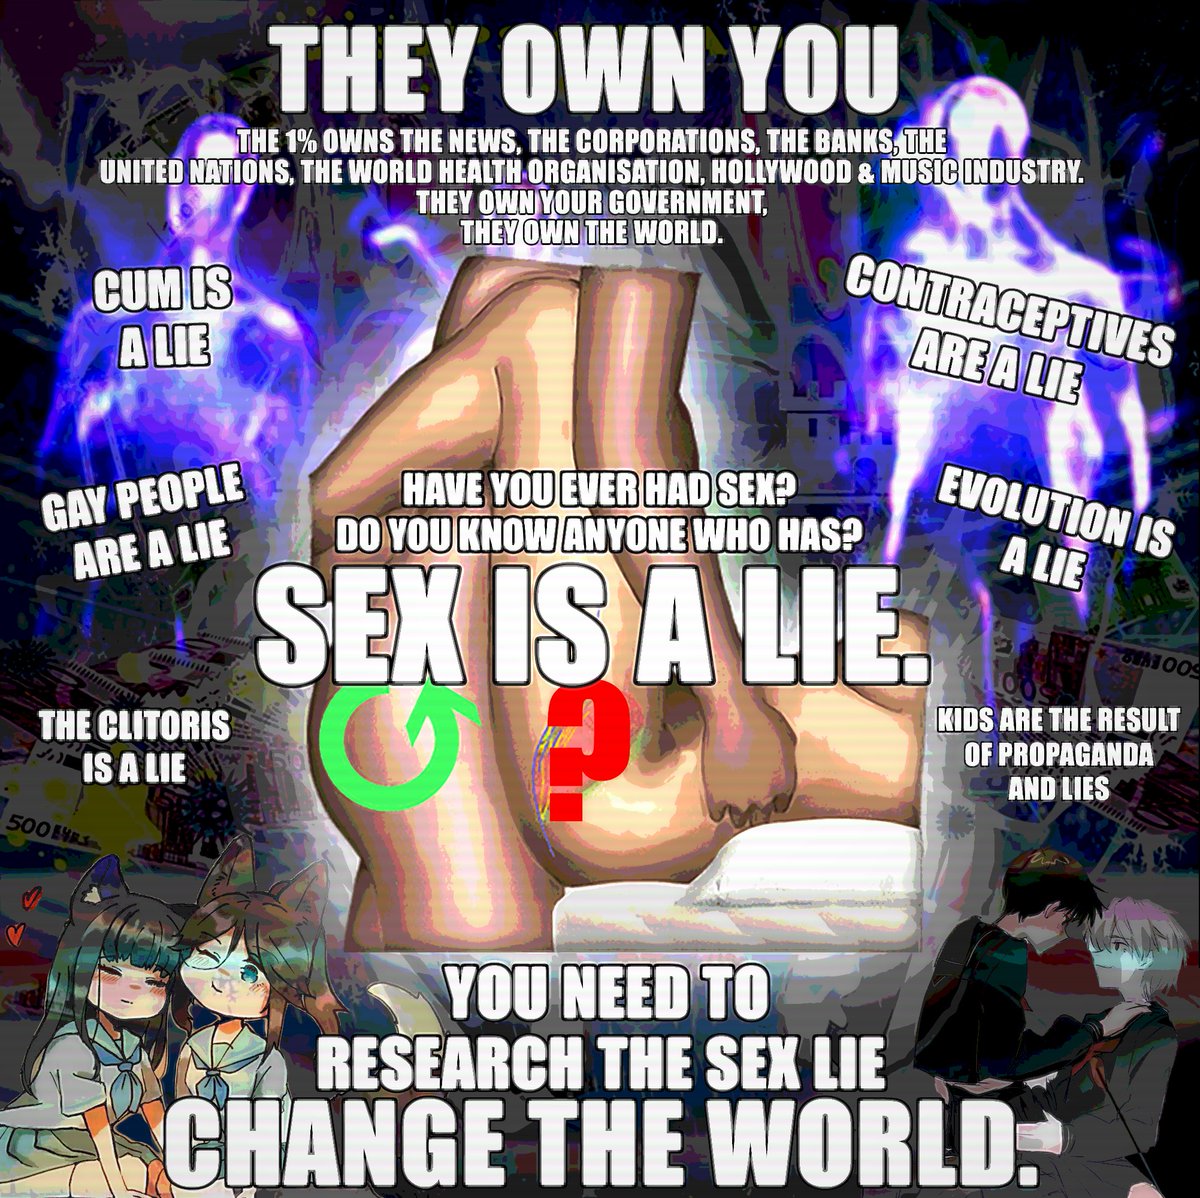 THEY OWN YOU
THE 1% OWNS THE NEWS, THE CORPORATIONS, THE BANKS, THE
UNITED NATIONS, THE WORLD HEALTH ORGANISATION, HOLLYWOOD & MUSIC INDUSTRY.
THEY OWN YOUR GOVERNMENT,
THEY OWN THE WORLD.
CUM IS
A LIE
CONTRACEPTIVES
ARE A LIE
GAY PEOPLE
ARE A LIE
HAVE YOU EVER HAD SEX?
DO YOU KNOW ANYONE WHO HAS?
EVOLUTION IS
A LIE
SEX IS A LIE.
?
THE CLITORIS
IS A LIE
KIDS ARE THE RESULT
OF PROPAGANDA
AND LIES
500
YOU NEED TO
RESEARCH THE SEX LIE
CHANGE THE WORLD.